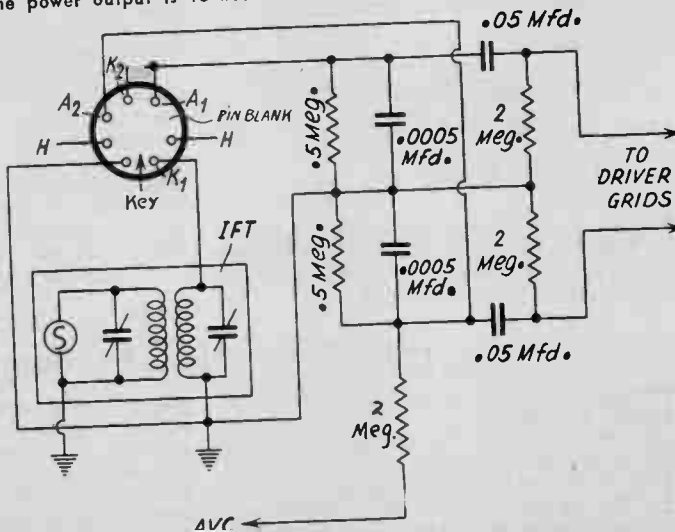 he power output is
.05 Mfd.
K2
A2
A1
PIN BLANK
H
H
K1
Key
.5 Meg.
.0005
Mfd.
2
Meg.
TO
DRIVER
GRIDS
IFT
S
.5 Meg.
.0005
Mfd.
2
Meg.
.05 Mfd.
2
Meg.
AVC